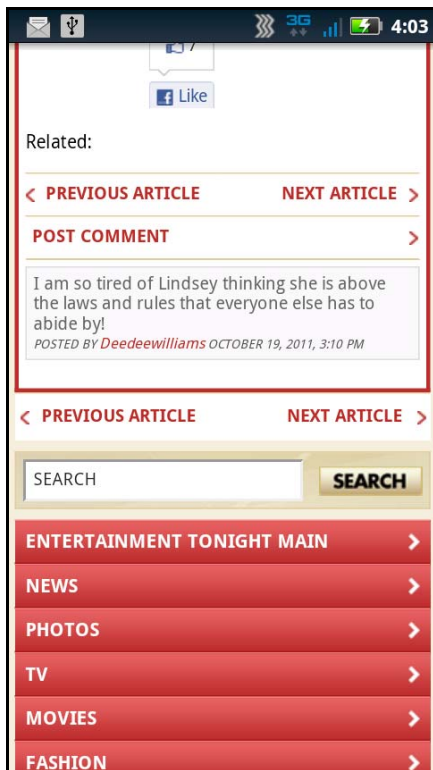 3G
4:03
7
Like
Related:
PREVIOUS ARTICLE NEXT ARTICLE
POST COMMENT
I am so tired of Lindsey thinking she is above
the laws and rules that everyone else has to
abide by!
POSTED BY Deedeewilliams OCTOBER 19, 2011, 3:10 PM
PREVIOUS ARTICLE NEXT ARTICLE
SEARCH SEARCH
ENTERTAINMENT TONIGHT MAIN
NEWS
PHOTOS
TV
MOVIES
FASHION